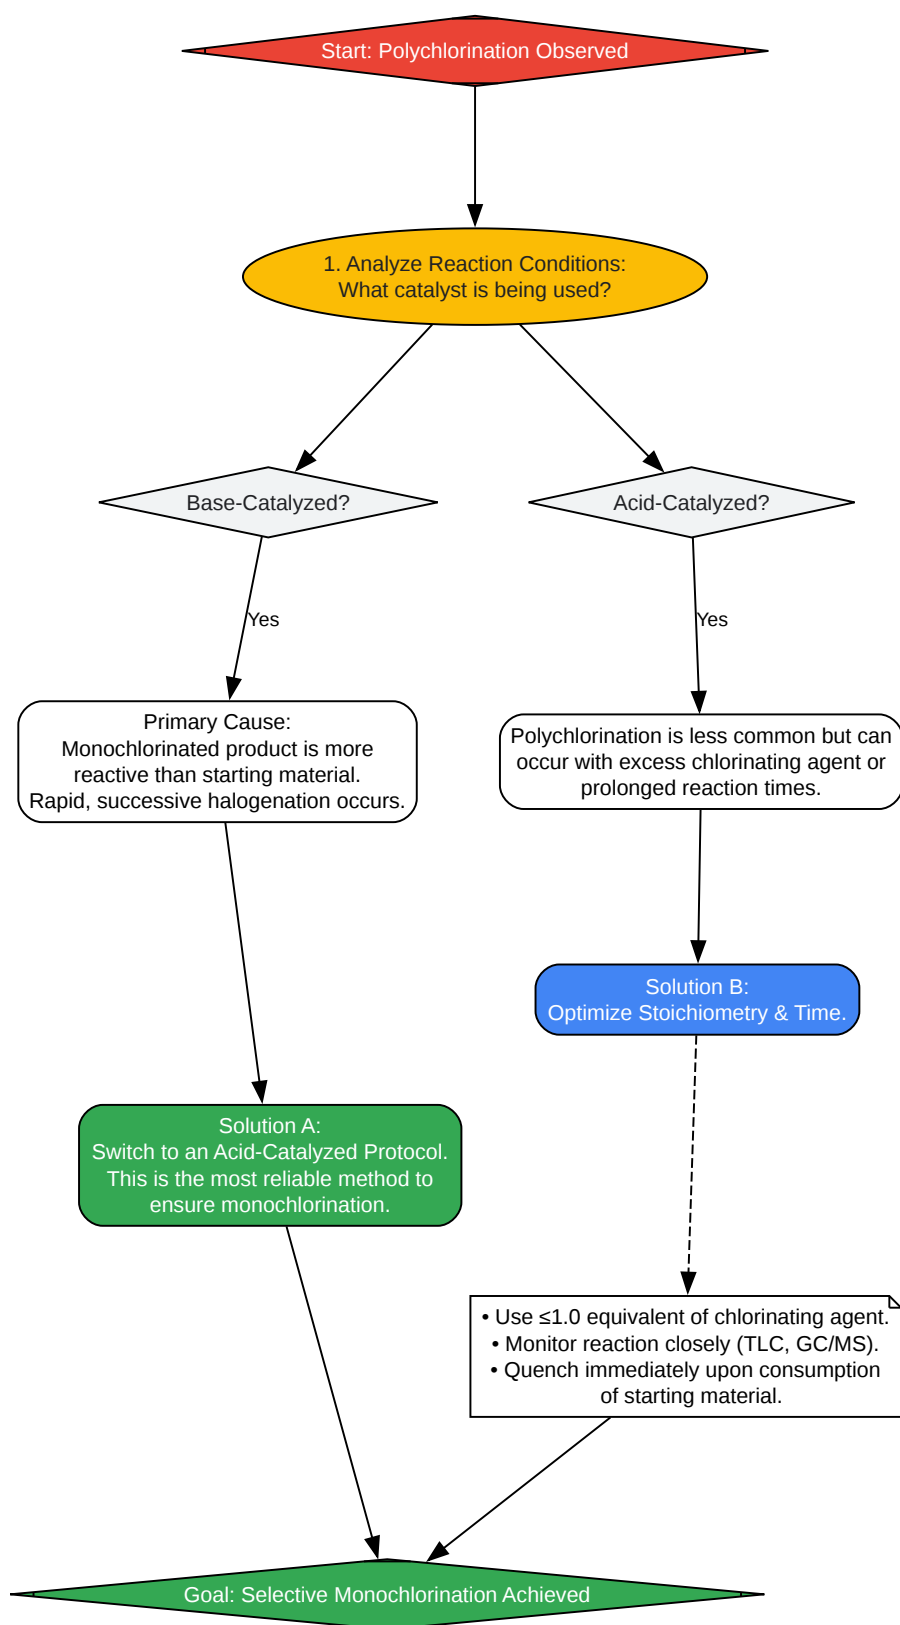 Start: Polychlorination Observed
1. Analyze Reaction Conditions:
What catalyst is being used?
Base-Catalyzed?
Acid-Catalyzed?
Yes
Yes
Primary Cause:
Monochlorinated product is more
reactive than starting material.
Rapid, successive halogenation occurs.
Polychlorination is less common but can
occur with excess chlorinating agent or
prolonged reaction times.
Solution B:
Optimize Stoichiometry & Time.
Solution A:
Switch to an Acid-Catalyzed Protocol.
This is the most reliable method to
ensure monochlorination.
• Use ≤1.0 equivalent of chlorinating agent.
• Monitor reaction closely (TLC, GC/MS).
• Quench immediately upon consumption
of starting material.
Goal: Selective Monochlorination Achieved